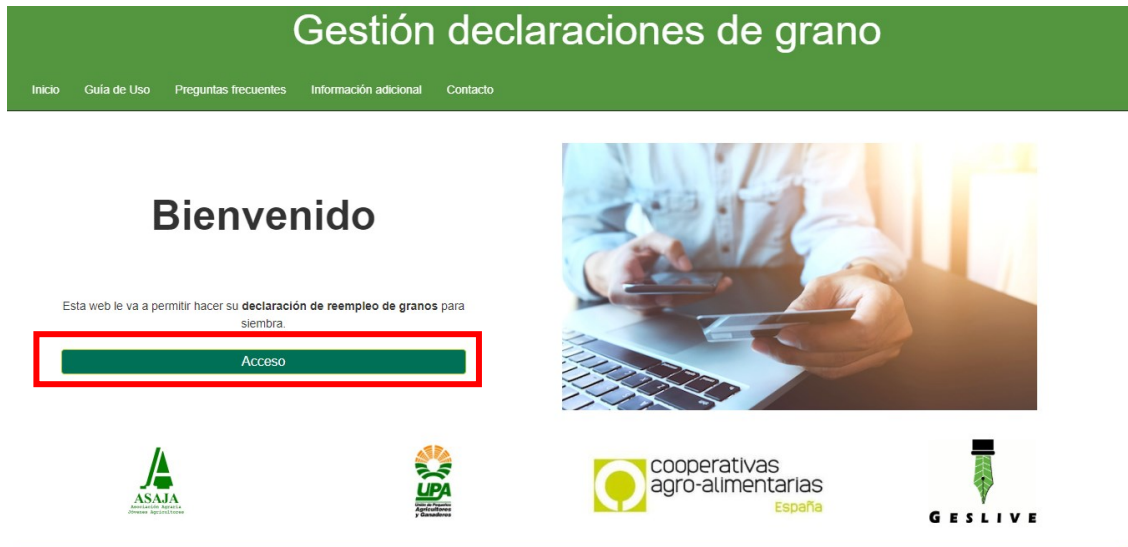 Gestión declaraciones de grano
Inicio Guía de Uso Preguntas frecuentes Información adicional Contacto
Bienvenido
Esta web le va a permitir hacer su declaración de reempleo de granos para
siembra.
Acceso
ASAJA
Asociación Agraria
Jóvenes Agricultores
UPA
Unión de Pequeños
Agricultores
y Ganaderos
cooperativas
agro-alimentarias
España
GESLIVE